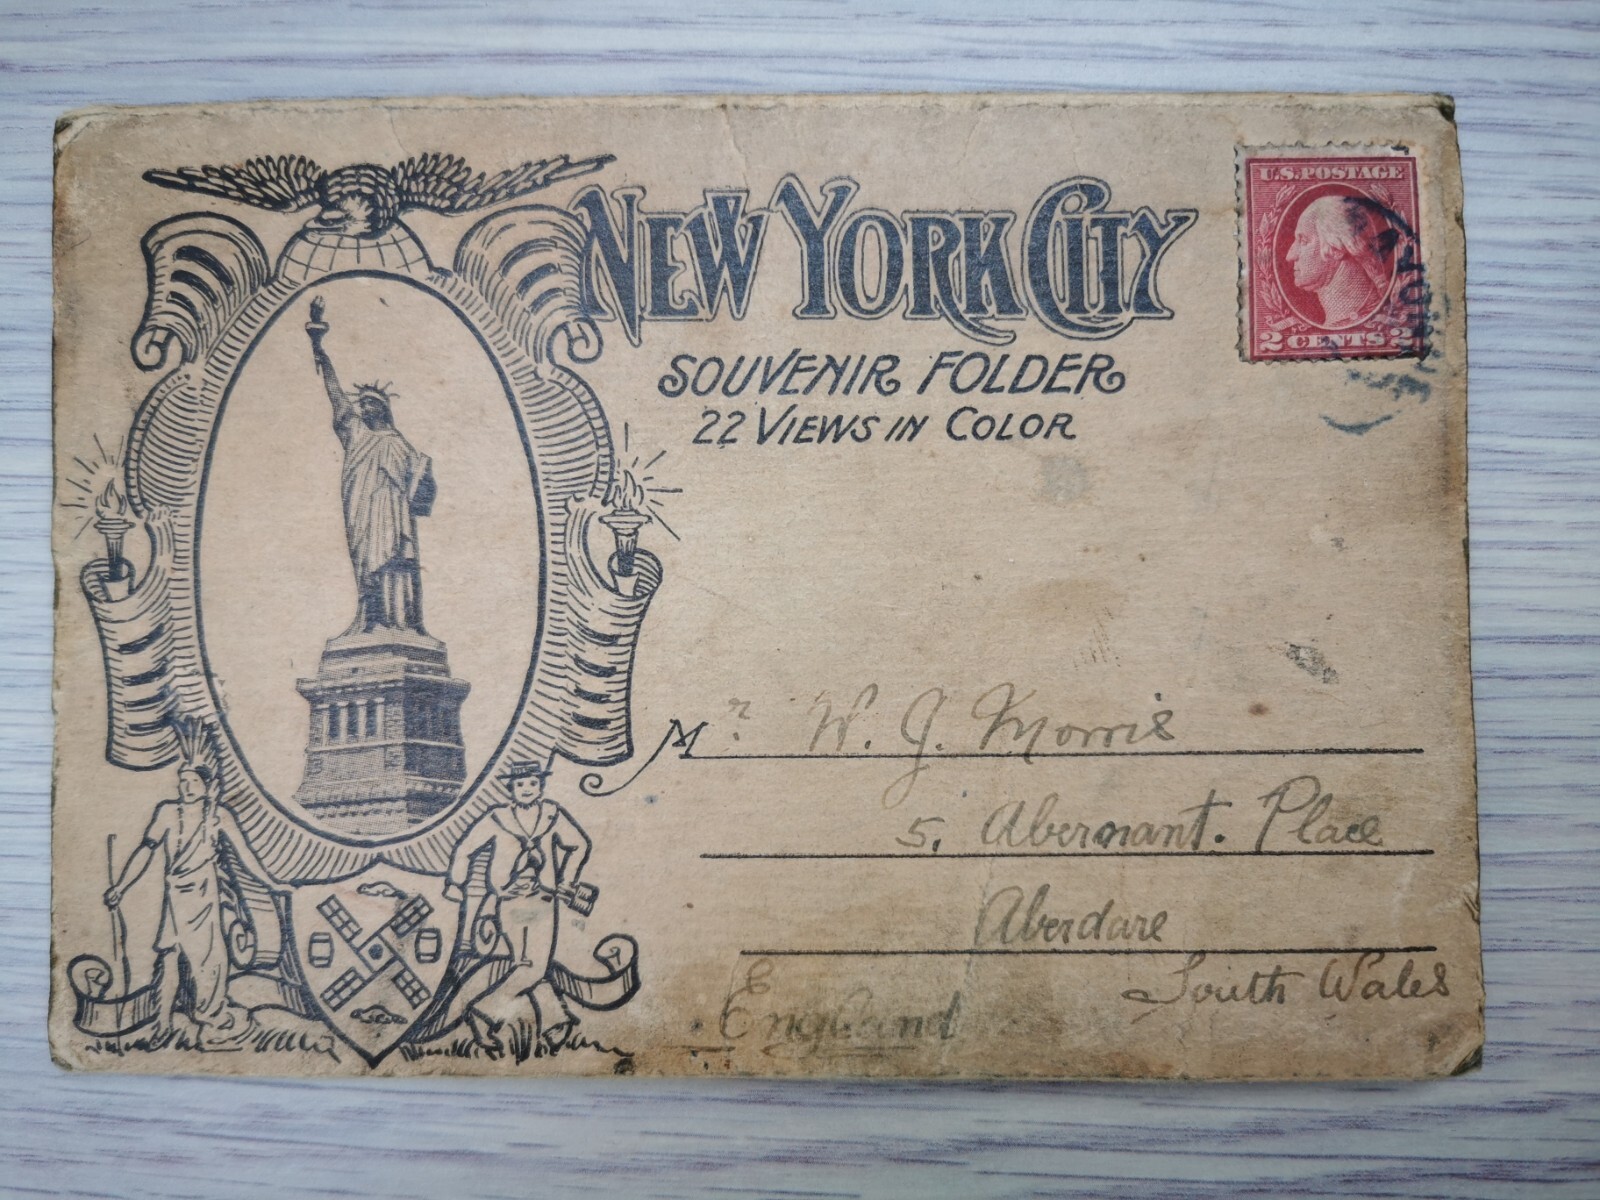 NEW YORK CITY
SOUVENIR FOLDER
22 VIEWS IN COLOR
U.S. POSTAGE
2 CENTS 2
Mr W. J. Morris
5, Abernant. Place
Aberdare
South Wales
England